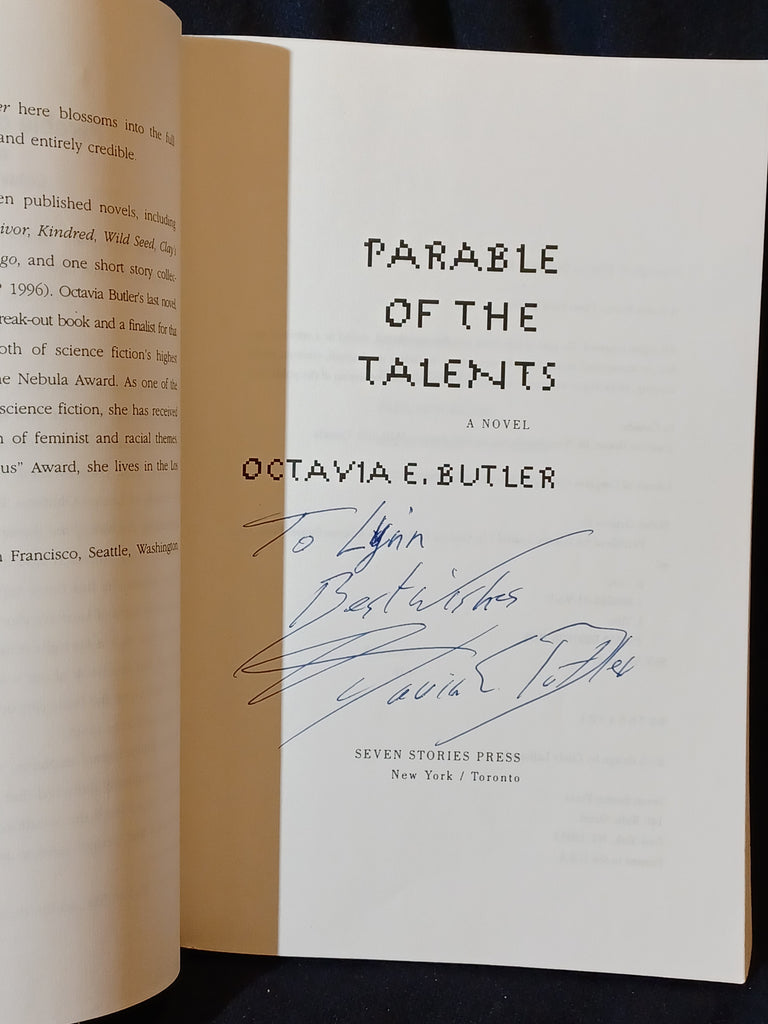 er here blossoms into the full
and entirely credible.
en published novels, including
ivor, Kindred, Wild Seed, Clay's
go, and one short story collec-
1996). Octavia Butler's last novel
reak-out book and a finalist for the
oth of science fiction's highest
e Nebula Award. As one of the
science fiction, she has received
n of feminist and racial themes
us" Award, she lives in the Los
n Francisco, Seattle, Washington
PARABLE
OF THE
TALENTS
A NOVEL
OCTAVIA E. BUTLER
To Lynn
Best Wishes
Octavia E. Butler
SEVEN STORIES PRESS
New York / Toronto